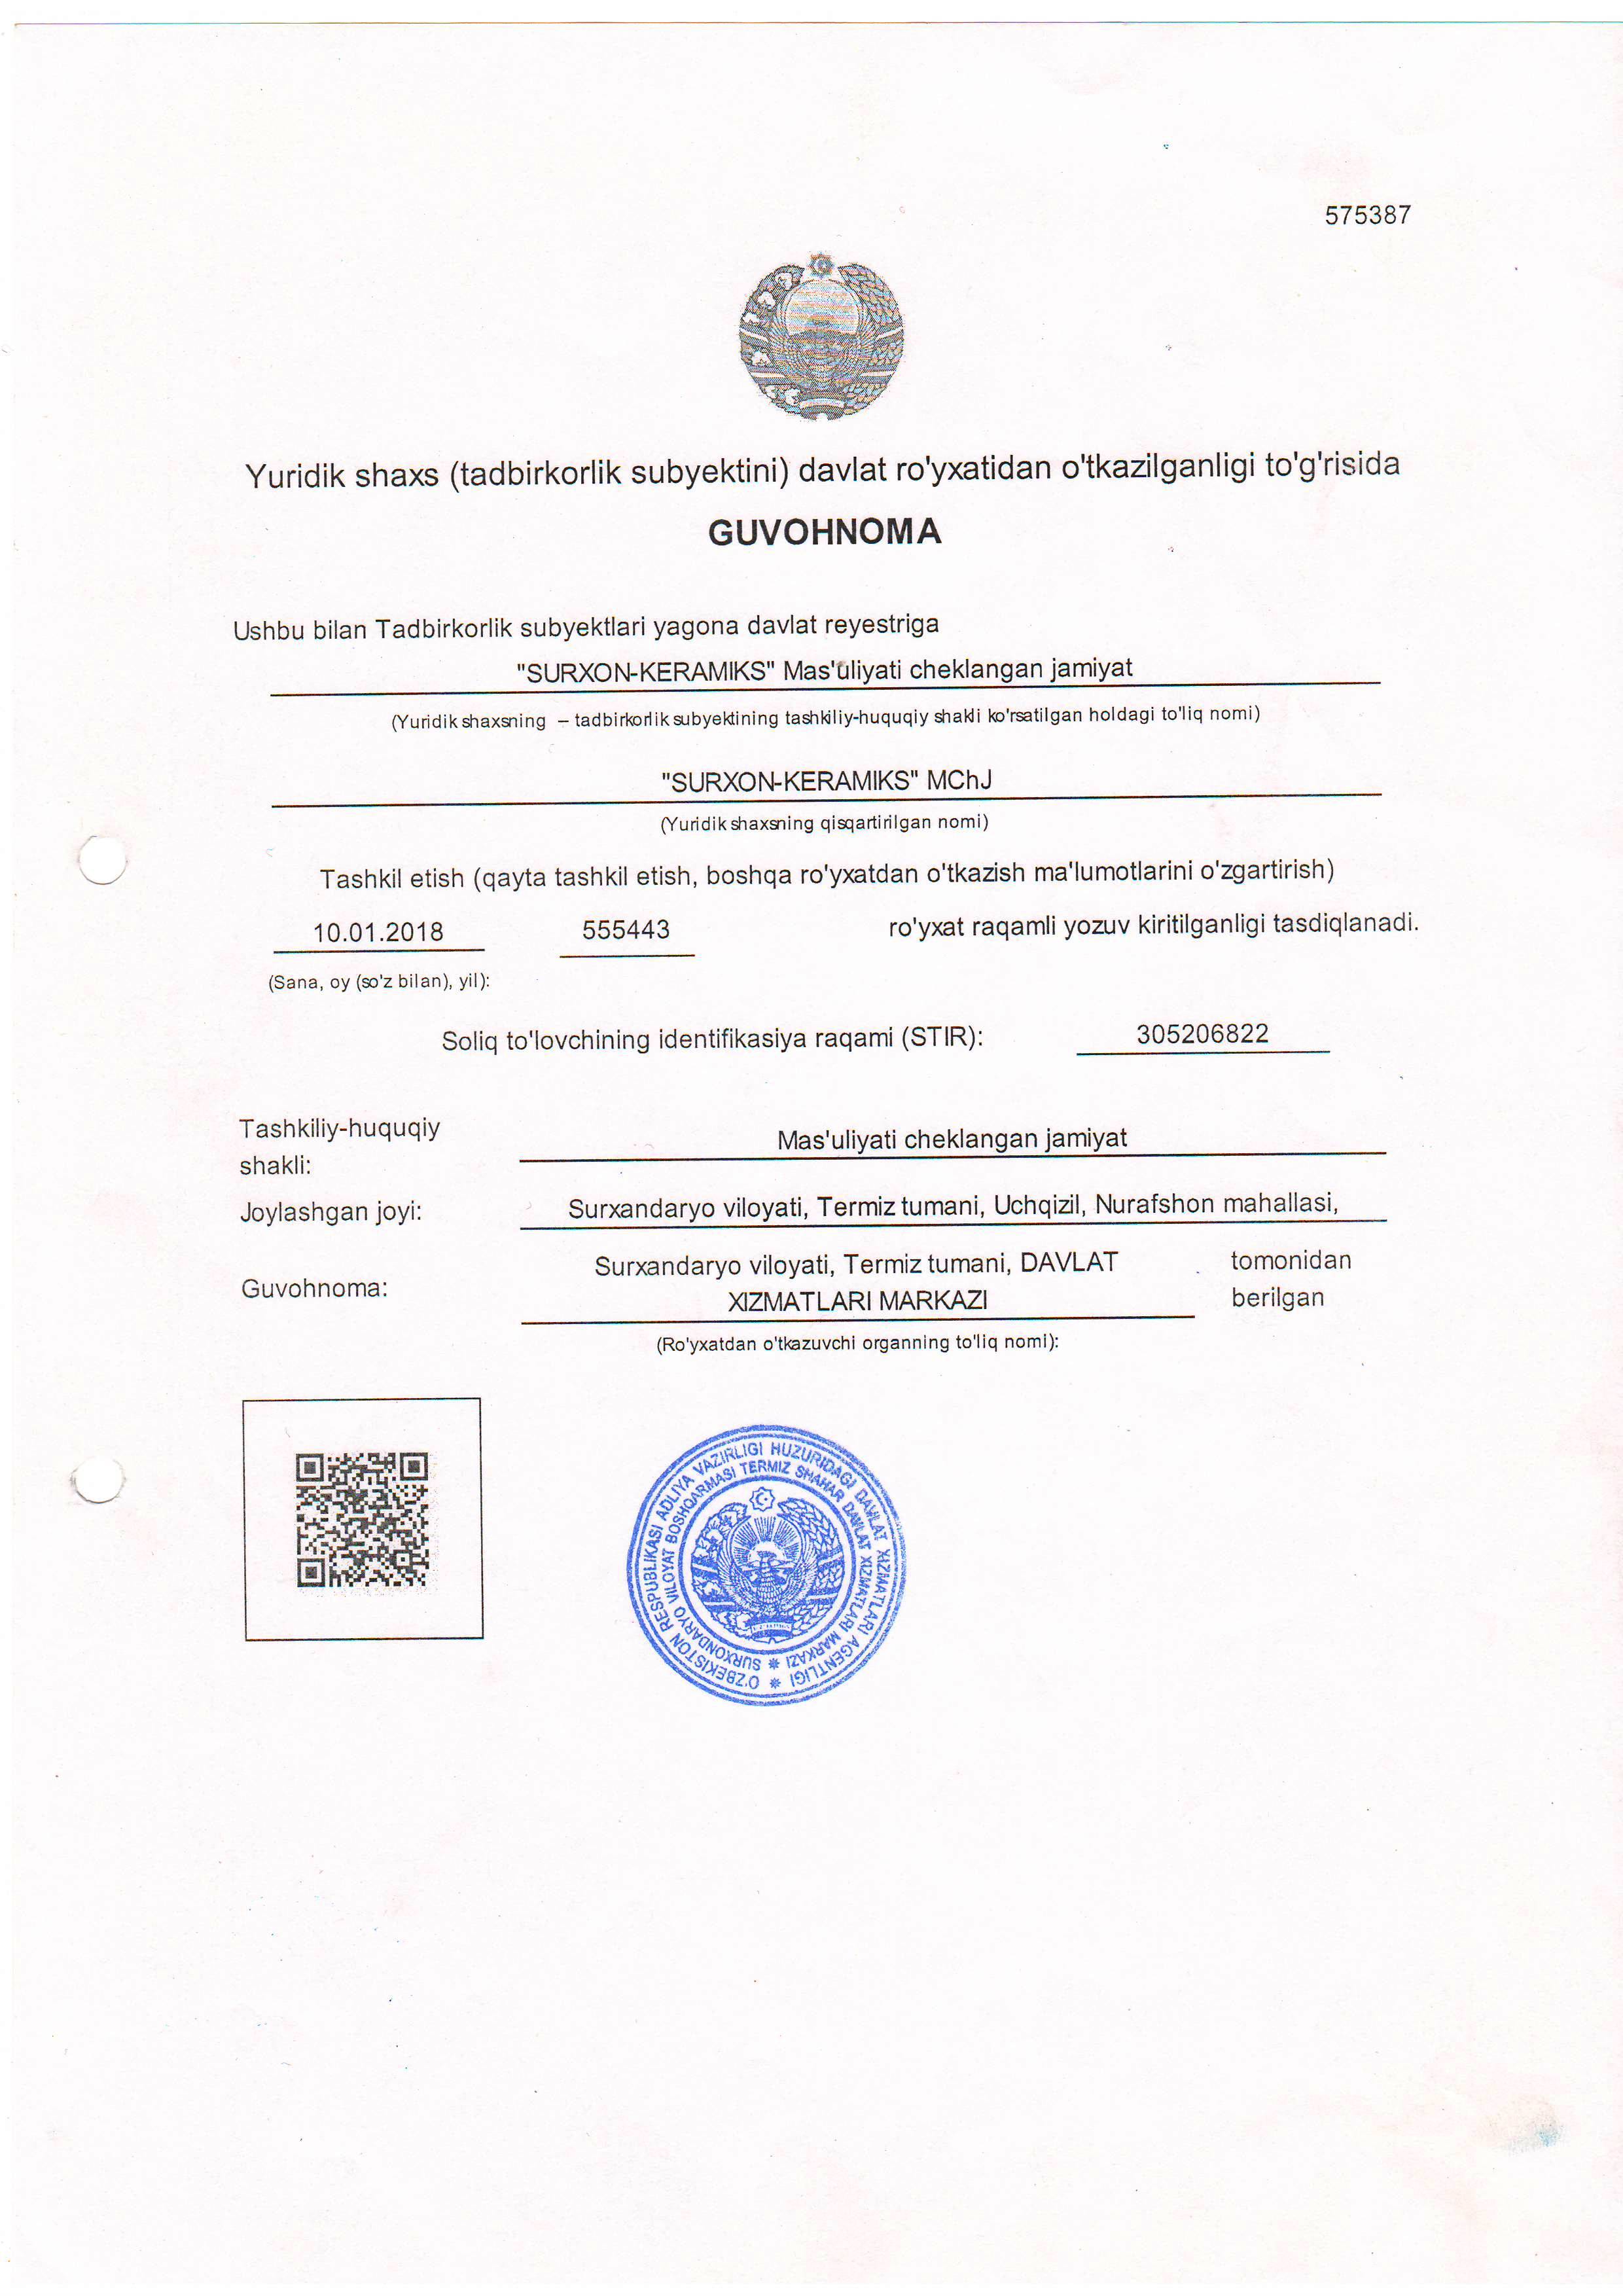 575387
Yuridik shaxs (tadbirkorlik subyektini) davlat ro'yxatidan o'tkazilganligi to'g'risida
GUVOHNOMA
Ushbu bilan Tadbirkorlik subyektlari yagona davlat reyestriga
"SURXON-KERAMIKS" Mas'uliyati cheklangan jamiyat
(Yuridik shaxsning – tadbirkorlik subyektining tashkiliy-huquqiy shakli ko'rsatilgan holdagi to'liq nomi)
"SURXON-KERAMIKS" MChJ
(Yuridik shaxsning qisqartirilgan nomi)
Tashkil etish (qayta tashkil etish, boshqa ro'yxatdan o'tkazish ma'lumotlarini o'zgartirish)
10.01.2018 555443 ro'yxat raqamli yozuv kiritilganligi tasdiqlanadi.
(Sana, oy (so'z bilan), yil):
Soliq to'lovchining identifikasiya raqami (STIR): 305206822
Tashkiliy-huquqiy
shakli:
Mas'uliyati cheklangan jamiyat
Joylashgan joyi: Surxandaryo viloyati, Termiz tumani, Uchqizil, Nurafshon mahallasi,
Guvohnoma:
Surxandaryo viloyati, Termiz tumani, DAVLAT
XIZMATLARI MARKAZI
tomonidan
berilgan
(Ro'yxatdan o'tkazuvchi organning to'liq nomi):
O'ZBEKISTON RESPUBLIKASI ADLIYA VAZIRLIGI HUZURIDAGI DAVLAT XIZMATLARI AGENTLIGI
SURXONDARYO VILOYAT BOSHQARMASI TERMIZ SHAHAR DAVLAT XIZMATLARI MARKAZI